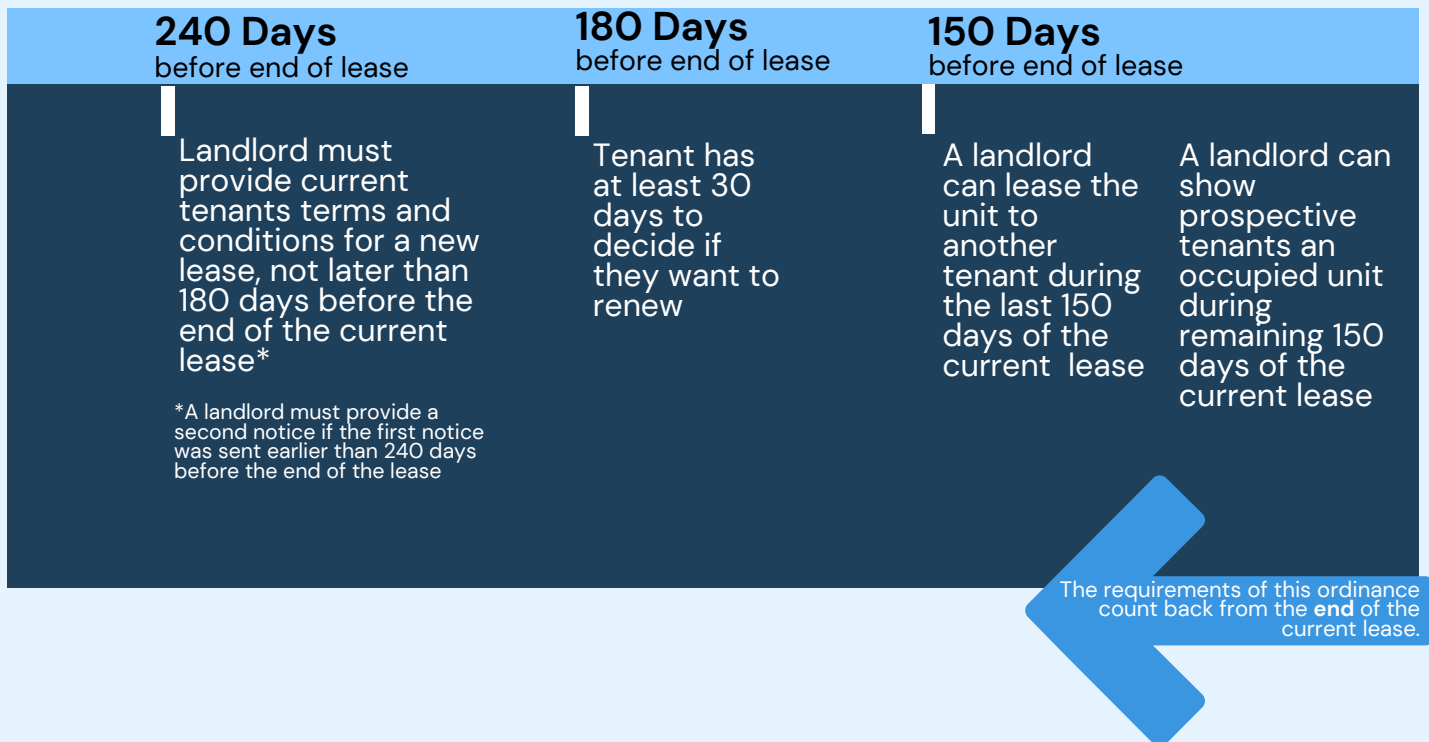 240 Days
before end of lease
180 Days
before end of lease
150 Days
before end of lease
Landlord must
provide current
tenants terms and
conditions for a new
lease, not later than
180 days before the
end of the current
lease*
*A landlord must provide a
second notice if the first notice
was sent earlier than 240 days
before the end of the lease
Tenant has
at least 30
days to
decide if
they want to
renew
A landlord
can lease the
unit to
another
tenant during
the last 150
days of the
current lease
A landlord can
show
prospective
tenants an
occupied unit
during
remaining 150
days of the
current lease
The requirements of this ordinance
count back from the end of the
current lease.